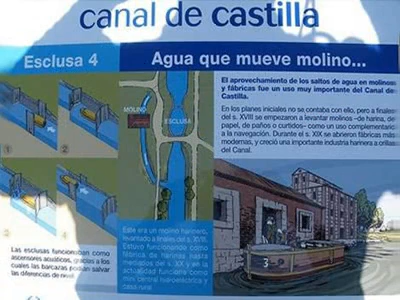 canal de castilla
Esclusa 4
Agua que mueve molino...
1
2
3
4
Las esclusas funcionaban como
ascensores acuáticos, gracias a los
cuales las barcazas podían salvar
las diferencias de nivel.
MOLINO
ESCLUSA
Este era un molino harinero,
levantado a finales del s. XVIII.
Estuvo funcionando como
fábrica de harinas hasta
mediados del s. XX y en la
actualidad funciona como
mini central hidroeléctrica y
casa rural.
El aprovechamiento de los saltos de agua en molinos
y fábricas fue un uso muy importante del Canal de
Castilla.
En los planes iniciales no se contaba con ello, pero a finales
del s. XVIII se empezaron a levantar molinos –de harina, de
papel, de paños o curtidos– como un uso complementario
a la navegación. Durante el s. XIX se abrieron fábricas más
modernas, y creció una importante industria harinera a orillas
del Canal.